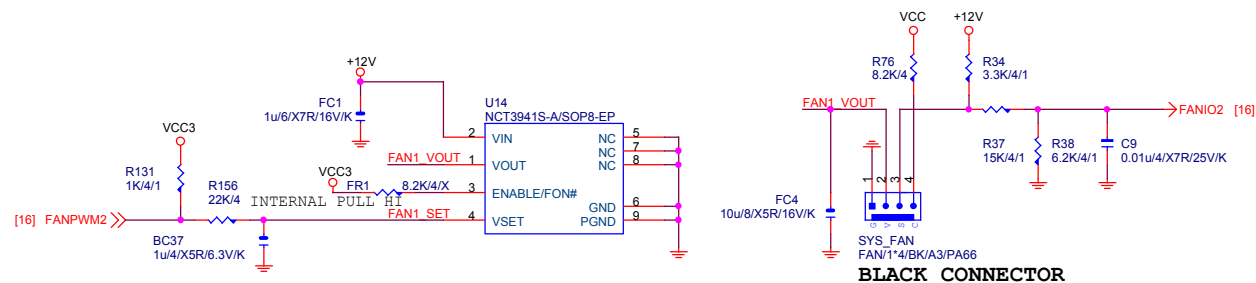 +12V
FC1
1u/6/X7R/16V/K
VCC3
R131
1K/4/1
R156
22K/4
[16] FANPWM2
BC37
1u/4/X5R/6.3V/K
INTERNAL PULL HI
VCC3
FR1
8.2K/4/X
FAN1_VOUT
FAN1_SET
U14
NCT3941S-A/SOP8-EP
2 VIN
1 VOUT
3 ENABLE/FON#
4 VSET
NC 5
NC 7
NC 8
GND 6
PGND 9
VCC
+12V
R76
8.2K/4
R34
3.3K/4/1
FAN1_VOUT
FANIO2 [16]
R37
15K/4/1
R38
6.2K/4/1
C9
0.01u/4/X7R/25V/K
FC4
10u/8/X5R/16V/K
1 2 3 4
G V S C
SYS_FAN
FAN/1*4/BK/A3/PA66
BLACK CONNECTOR